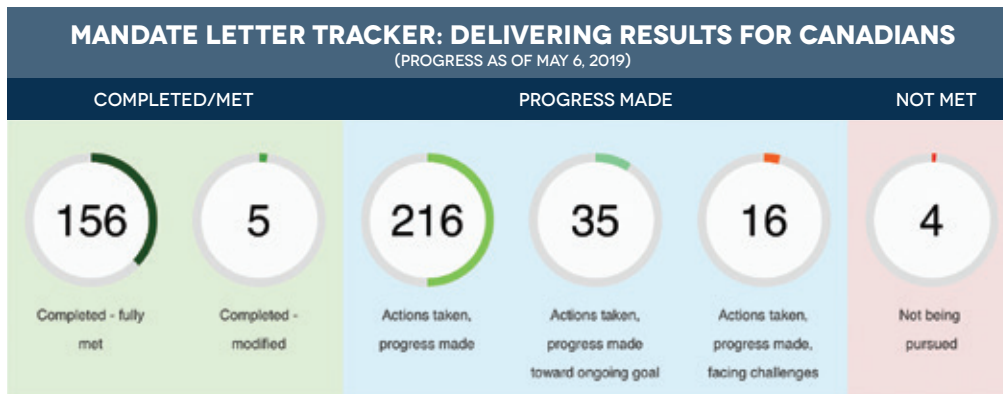 MANDATE LETTER TRACKER: DELIVERING RESULTS FOR CANADIANS
(PROGRESS AS OF MAY 6, 2019)
COMPLETED/MET
PROGRESS MADE
NOT MET
156
5
216
35
16
4
Completed - fully
met
Completed -
modified
Actions taken,
progress made
Actions taken,
progress made
toward ongoing goal
Actions taken,
progress made,
facing challenges
Not being
pursued